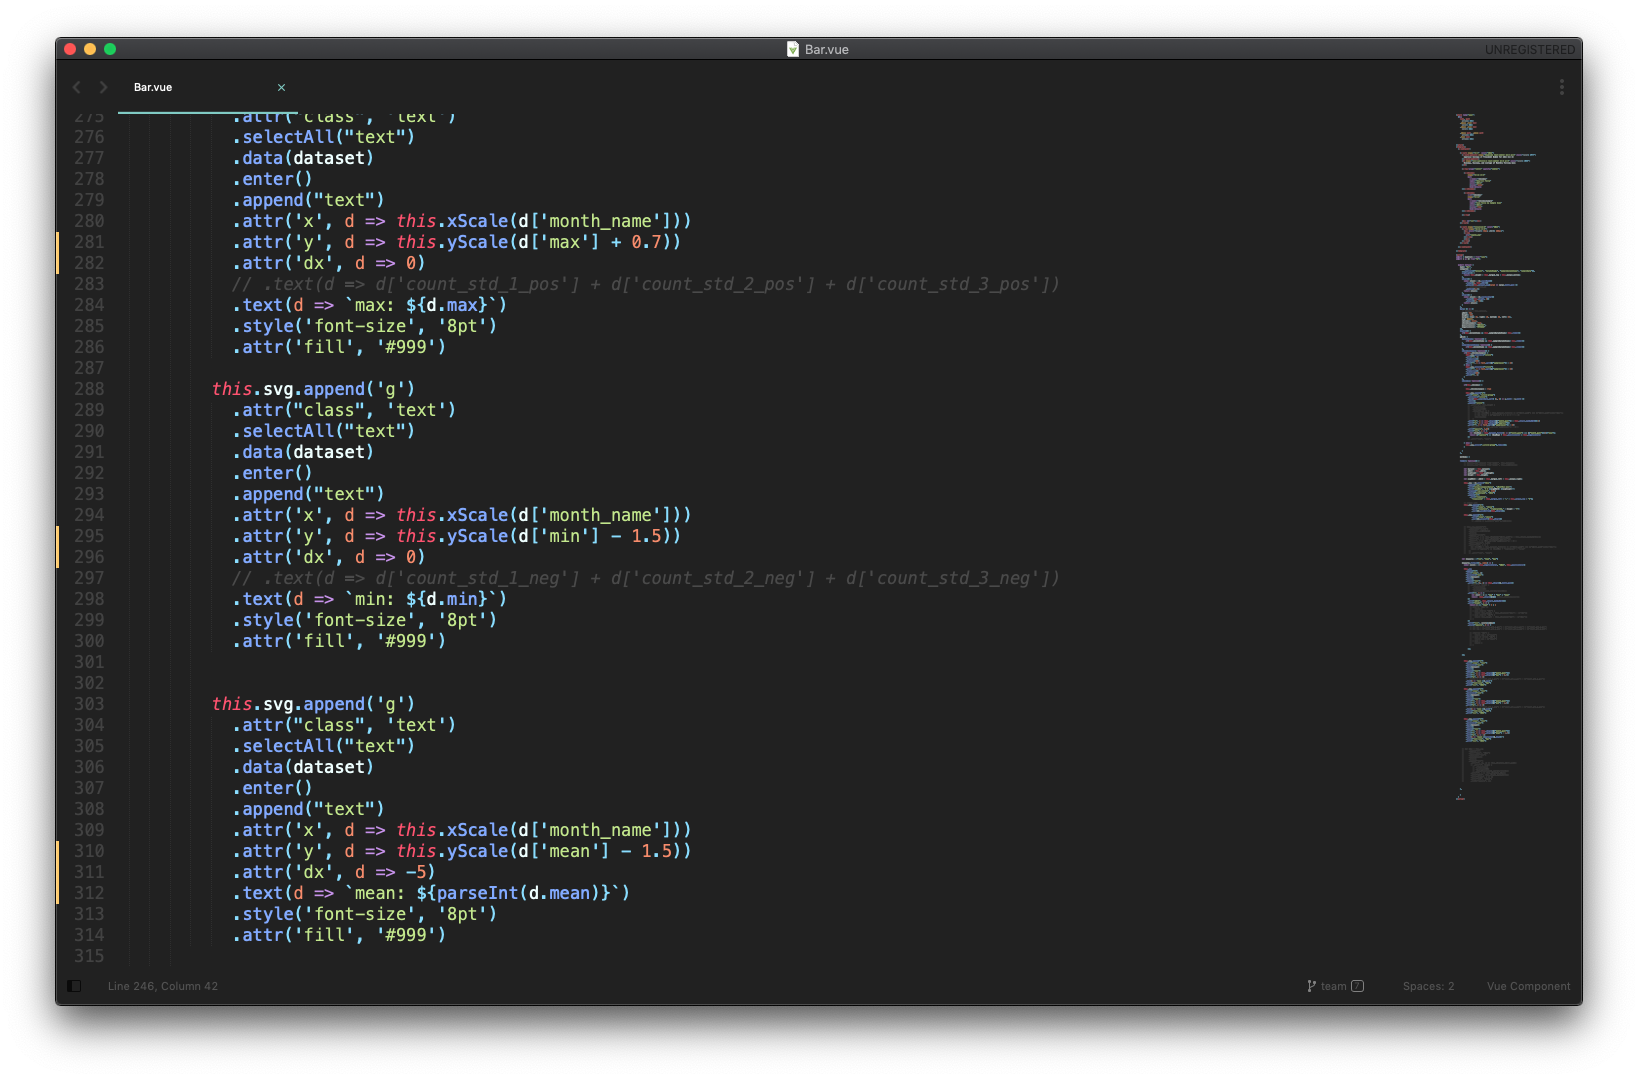 Bar.vue
UNREGISTERED
Bar.vue ×
275 .attr("class", 'text')
276 .selectAll("text")
277 .data(dataset)
278 .enter()
279 .append("text")
280 .attr('x', d => this.xScale(d['month_name']))
281 .attr('y', d => this.yScale(d['max'] + 0.7))
282 .attr('dx', d => 0)
283 // .text(d => d['count_std_1_pos'] + d['count_std_2_pos'] + d['count_std_3_pos'])
284 .text(d => `max: ${d.max}`)
285 .style('font-size', '8pt')
286 .attr('fill', '#999')
287
288 this.svg.append('g')
289 .attr("class", 'text')
290 .selectAll("text")
291 .data(dataset)
292 .enter()
293 .append("text")
294 .attr('x', d => this.xScale(d['month_name']))
295 .attr('y', d => this.yScale(d['min'] - 1.5))
296 .attr('dx', d => 0)
297 // .text(d => d['count_std_1_neg'] + d['count_std_2_neg'] + d['count_std_3_neg'])
298 .text(d => `min: ${d.min}`)
299 .style('font-size', '8pt')
300 .attr('fill', '#999')
301
302
303 this.svg.append('g')
304 .attr("class", 'text')
305 .selectAll("text")
306 .data(dataset)
307 .enter()
308 .append("text")
309 .attr('x', d => this.xScale(d['month_name']))
310 .attr('y', d => this.yScale(d['mean'] - 1.5))
311 .attr('dx', d => -5)
312 .text(d => `mean: ${parseInt(d.mean)}`)
313 .style('font-size', '8pt')
314 .attr('fill', '#999')
315
Line 246, Column 42
team 7
Spaces: 2
Vue Component